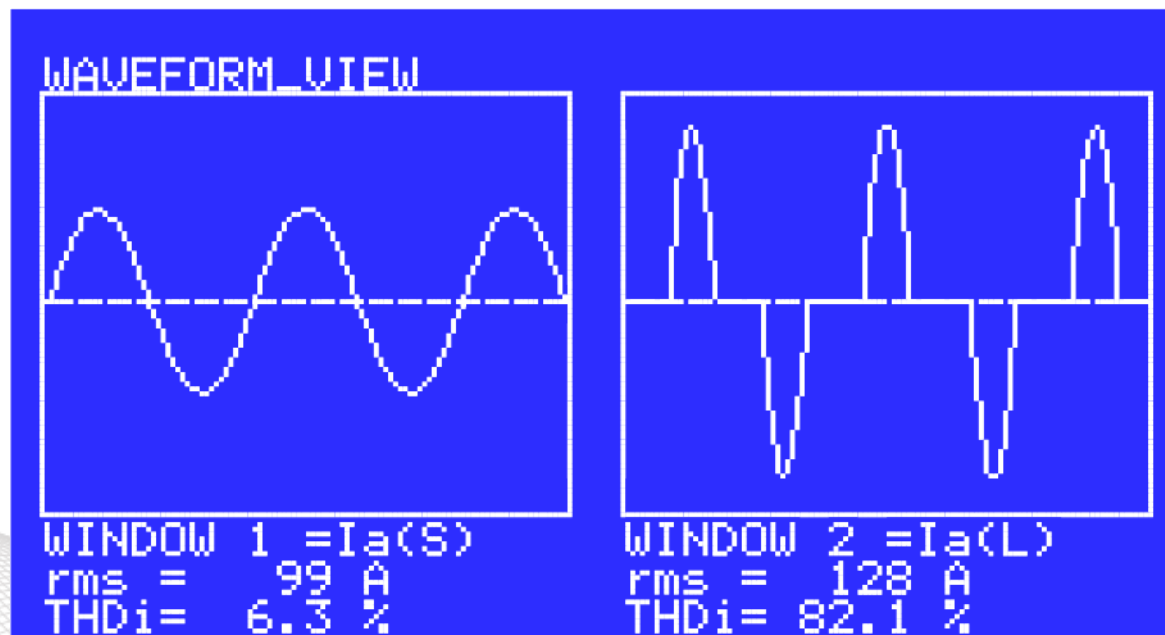 WAVEFORM_VIEW
WINDOW 1 =Ia(S)
rms = 99 A
THDi= 6.3 %
WINDOW 2 =Ia(L)
rms = 128 A
THDi= 82.1 %